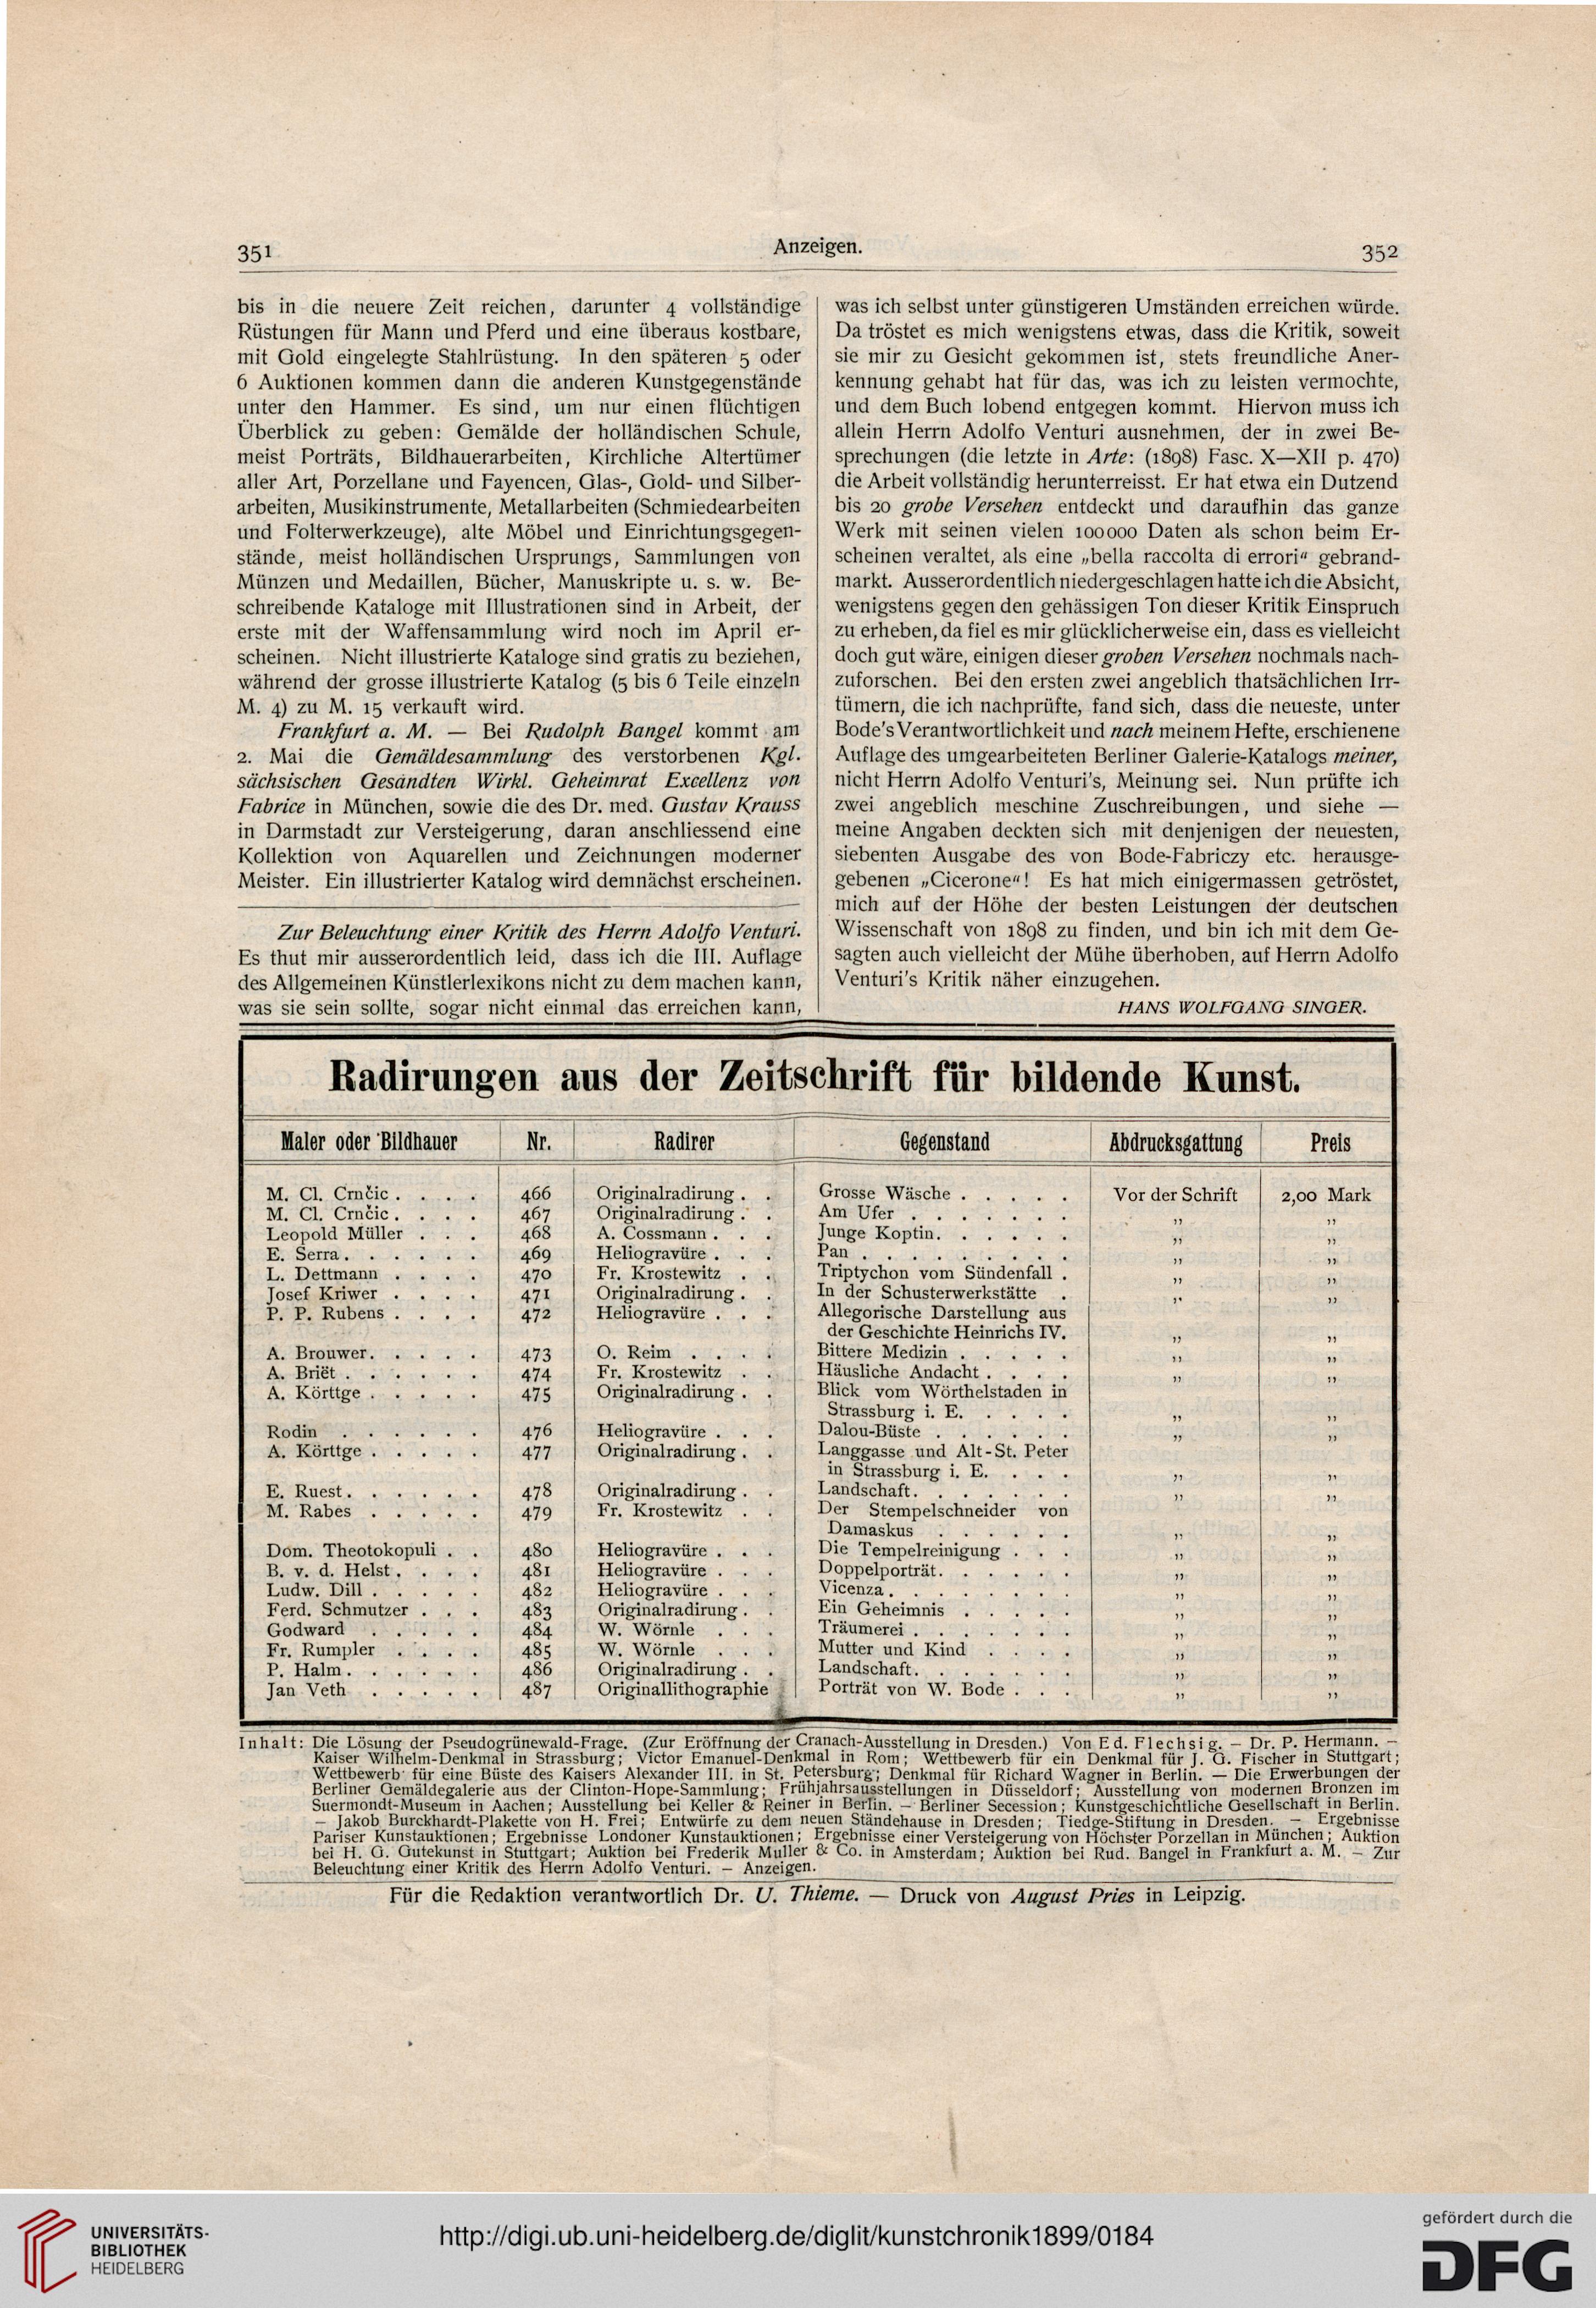 351
Anzeigen.
352
bis in die neuere Zeit reichen, darunter 4 vollständige
Rüstungen für Mann und Pferd und eine überaus kostbare,
mit Gold eingelegte Stahlrüstung. In den späteren 5 oder
6 Auktionen kommen dann die anderen Kunstgegenstände
unter den Hammer. Es sind, um nur einen flüchtigen
Überblick zu geben: Gemälde der holländischen Schule,
meist Porträts, Bildhauerarbeiten, Kirchliche Altertümer
aller Art, Porzellane und Fayencen, Glas-, Gold- und Silber-
arbeiten, Musikinstrumente, Metallarbeiten (Schmiedearbeiten
und Folterwerkzeuge), alte Möbel und Einrichtungsgegen-
stände, meist holländischen Ursprungs, Sammlungen von
Münzen und Medaillen, Bücher, Manuskripte u. s. w. Be-
schreibende Kataloge mit Illustrationen sind in Arbeit, der
erste mit der Waffensammlung wird noch im April er-
scheinen. Nicht illustrierte Kataloge sind gratis zu beziehen,
während der grosse illustrierte Katalog (5 bis 6 Teile einzeln
M. 4) zu M. 15 verkauft wird.
Frankfurt a. M. — Bei Rudolph Bangel kommt am
2. Mai die Gemäldesammlung des verstorbenen Kgl.
sächsischen Gesandten Wirkl. Geheimrat Excellenz von
Fabrice in München, sowie die des Dr. med. Gustav Krauss
in Darmstadt zur Versteigerung, daran anschliessend eine
Kollektion von Aquarellen und Zeichnungen moderner
Meister. Ein illustrierter Katalog wird demnächst erscheinen.
Zur Beleuchtung einer Kritik des Herrn Adolfo Venturi.
Es thut mir ausserordentlich leid, dass ich die III. Auflage
des Allgemeinen Künstlerlexikons nicht zu dem machen kann,
was sie sein sollte, sogar nicht einmal das erreichen kann,
was ich selbst unter günstigeren Umständen erreichen würde.
Da tröstet es mich wenigstens etwas, dass die Kritik, soweit
sie mir zu Gesicht gekommen ist, stets freundliche Aner-
kennung gehabt hat für das, was ich zu leisten vermochte,
und dem Buch lobend entgegen kommt. Hiervon muss ich
allein Herrn Adolfo Venturi ausnehmen, der in zwei Be-
sprechungen (die letzte in Arte: (1898) Fasc. X—XII p. 470)
die Arbeit vollständig herunterreisst. Er hat etwa ein Dutzend
bis 20 grobe Versehen entdeckt und daraufhin das ganze
Werk mit seinen vielen 100000 Daten als schon beim Er-
scheinen veraltet, als eine „bella raccolta di errori" gebrand-
markt. Ausserordentlich niedergeschlagen hatte ich die Absicht,
wenigstens gegen den gehässigen Ton dieser Kritik Einspruch
zu erheben, da fiel es mir glücklicherweise ein, dass es vielleicht
doch gut wäre, einigen dieser groben Versehen nochmals nach-
zuforschen. Bei den ersten zwei angeblich thatsächlichen Irr-
tümern, die ich nachprüfte, fand sich, dass die neueste, unter
Bode's Verantwortlichkeit und nach meinem Hefte, erschienene
Auflage des umgearbeiteten Berliner Galerie-Katalogs meiner,
nicht Herrn Adolfo Venturi's, Meinung sei. Nun prüfte ich
zwei angeblich meschine Zuschreibungen, und siehe —
meine Angaben deckten sich mit denjenigen der neuesten,
siebenten Ausgabe des von Bode-Fabriczy etc. herausge-
gebenen „Cicerone"! Es hat mich einigermassen getröstet,
mich auf der Höhe der besten Leistungen der deutschen
Wissenschaft von 1898 zu finden, und bin ich mit dem Ge-
sagten auch vielleicht der Mühe überhoben, auf Herrn Adolfo
Venturi's Kritik näher einzugehen.
HANS WOLFGANG SINGER.
Radirungen aus der Zeitschrift für bildende Kunst.
Maler oder Bildhauer Nr. Radirer Gegenstand Abdrucksgattung Preis
M. Cl. Crnčic . . . . 466 Originalradirung . . Grosse Wäsche . . . . . Vor der Schrift 2,00 Mark
M. Cl. Crnčic . . . . 467 Originalradirung . . Am Ufer . . . . . . . „ „
Leopold Müller . . . 468 A. Cossmann . . . Junge Koptin. . . . . . „ „
E. Serra. . . . . . 469 Heliogravüre . . . Pan . . . . . . . . . „ „
L. Dettmann . . . . 470 Fr. Krostewitz . . Triptychon vom Sündenfall . „ „
Josef Kriwer . . . . 471 Originalradirung . . In der Schusterwerkstätte . „ „
P. P. Rubens . . . . 472 Heliogravüre . . . Allegorische Darstellung aus
der Geschichte Heinrichs IV. „ „
A. Brouwer. . . . . 473 O. Reim . . . . Bittere Medizin . . . . . „ „
A. Briët . . . . . . 474 Fr. Krostewitz . . Häusliche Andacht . . . . „ „
A. Körttge . . . . . 475 Originalradirung . . Blick vom Wörthelstaden in
Strassburg i. E. . . . . „ „
Rodin . . . . . . 476 Heliogravüre . . . Dalou-Büste . . . . . . „ „
A. Körttge . . . . . 477 Originalradirung . . Langgasse und Alt-St. Peter
in Strassburg i. E. . . . „ „
E. Ruest. . . . . . 478 Originalradirung . . Landschaft. . . . . . . „ „
M. Rabes . . . . . 479 Fr. Krostewitz . . Der Stempelschneider von
Damaskus . . . . . . „ „
Dom. Theotokopuli . . 480 Heliogravüre . . . Die Tempelreinigung . . . „ „
B. v. d. Helst. . . . 481 Heliogravüre . . . Doppelporträt. . . . . . „ „
Ludw. Dill . . . . . 482 Heliogravüre . . . Vicenza . . . . . . . . „ „
Ferd. Schmutzer . . . 483 Originalradirung . . Ein Geheimnis . . . . . „ „
Godward . . . . . 484 W. Wörnle . . . Träumerei . . . . . . . „ „
Fr. Rumpler . . . . 485 W. Wörnle . . . Mutter und Kind . . . . „ „
P. Halm . . . . . . 486 Originalradirung . . Landschaft. . . . . . . „ „
Jan Veth . . . . . 487 Originallithographie Porträt von W. Bode . . . „ „
Inhalt: Die Lösung der Pseudogrünewald-Frage. (Zur Eröffnung der Cranach-Ausstellung in Dresden.) Von Ed. Flechsig. — Dr. P. Hermann. —
Kaiser Wilhelm-Denkmal in Strassburg; Victor Emanuel-Denkmal in Rom; Wettbewerb für ein Denkmal für J. G. Fischer in Stuttgart;
Wettbewerb für eine Büste des Kaisers Alexander III. in St. Petersburg; Denkmal für Richard Wagner in Berlin. — Die Erwerbungen der
Berliner Gemäldegalerie aus der Clinton-Hope-Sammlung; Frühjahrsausstellungen in Düsseldorf; Ausstellung von modernen Bronzen im
Suermondt-Museum in Aachen; Ausstellung bei Keller & Reiner in Berlin. — Berliner Secession; Kunstgeschichtliche Gesellschaft in Berlin.
— Jakob Burckhardt-Plakette von H. Frei; Entwürfe zu dem neuen Ständehause in Dresden; Tiedge-Stiftung in Dresden. — Ergebnisse
Pariser Kunstauktionen; Ergebnisse Londoner Kunstauktionen; Ergebnisse einer Versteigerung von Höchster Porzellan in München; Auktion
bei H. G. Gutekunst in Stuttgart; Auktion bei Frederik Muller & Co. in Amsterdam; Auktion bei Rud. Bangel in Frankfurt a. M. — Zur
Beleuchtung einer Kritik des Herrn Adolfo Venturi. — Anzeigen.
Für die Redaktion verantwortlich Dr. U. Thieme. — Druck von August Pries in Leipzig.
UNIVERSITÄTS-
BIBLIOTHEK
HEIDELBERG
http://digi.ub.uni-heidelberg.de/diglit/kunstchronik1899/0184
gefördert durch die
DFG